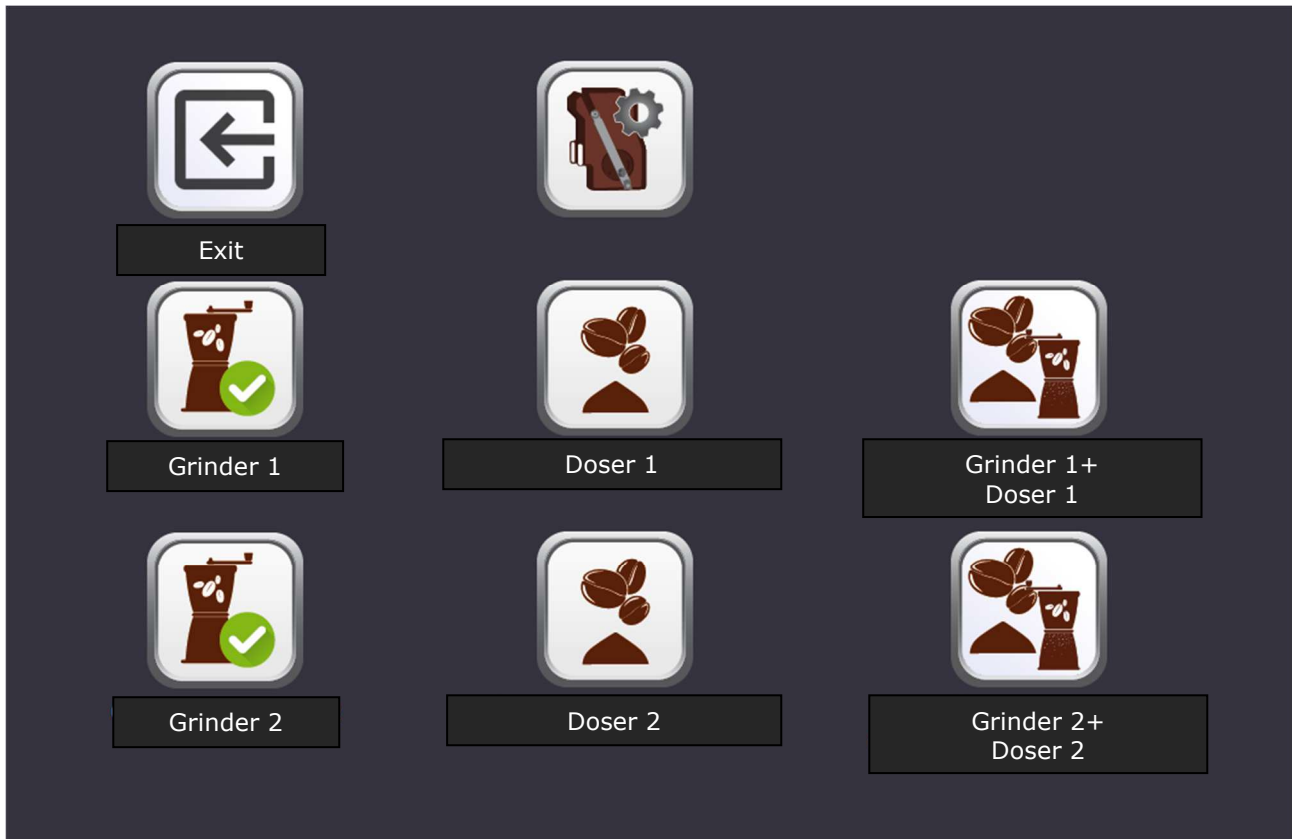 Exit
Grinder 1
Doser 1
Grinder 1+
Doser 1
Grinder 2
Doser 2
Grinder 2+
Doser 2